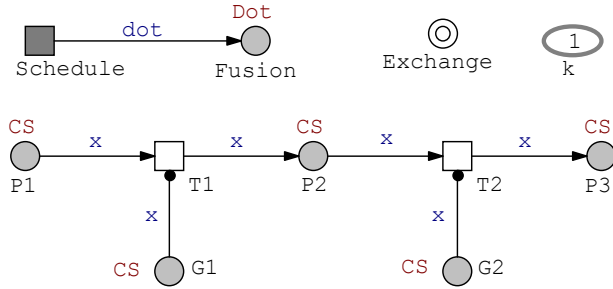 Dot
dot
1
Schedule
Fusion
Exchange
k
CS
CS
CS
x
x
x
x
P1
T1
P2
T2
P3
x
x
CS
G1
CS
G2